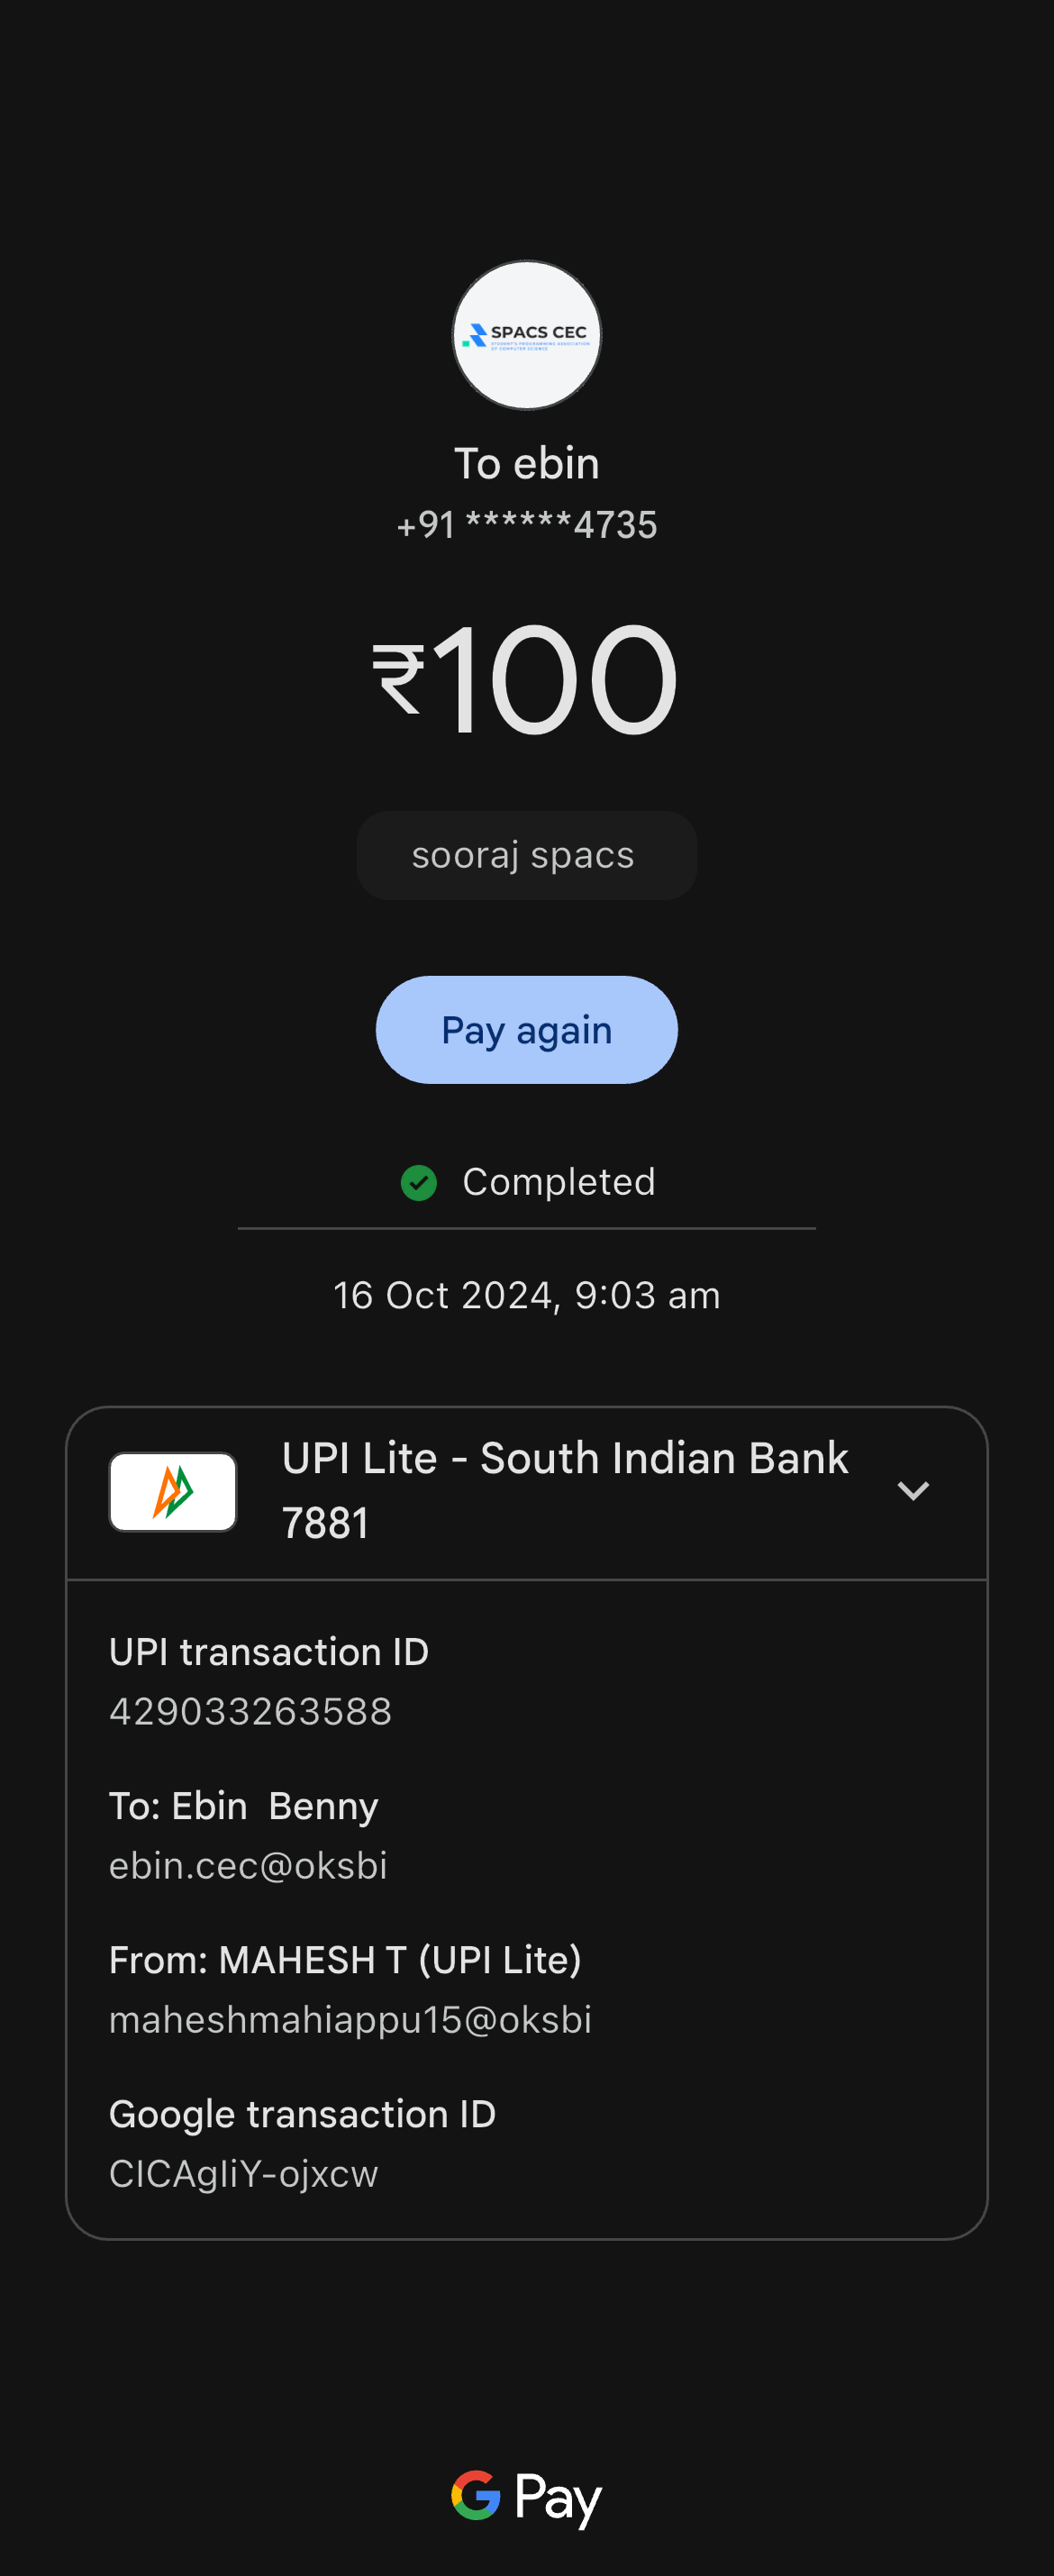 SPACS CEC
STUDENT'S PROGRAMMING ASSOCIATION
OF COMPUTER SCIENCE
To ebin
+91 ******4735
₹100
sooraj spacs
Pay again
Completed
16 Oct 2024, 9:03 am
UPI Lite - South Indian Bank
7881
UPI transaction ID
429033263588
To: Ebin  Benny
ebin.cec@oksbi
From: MAHESH T (UPI Lite)
maheshmahiappu15@oksbi
Google transaction ID
CICAgIiY-ojxcw
G Pay